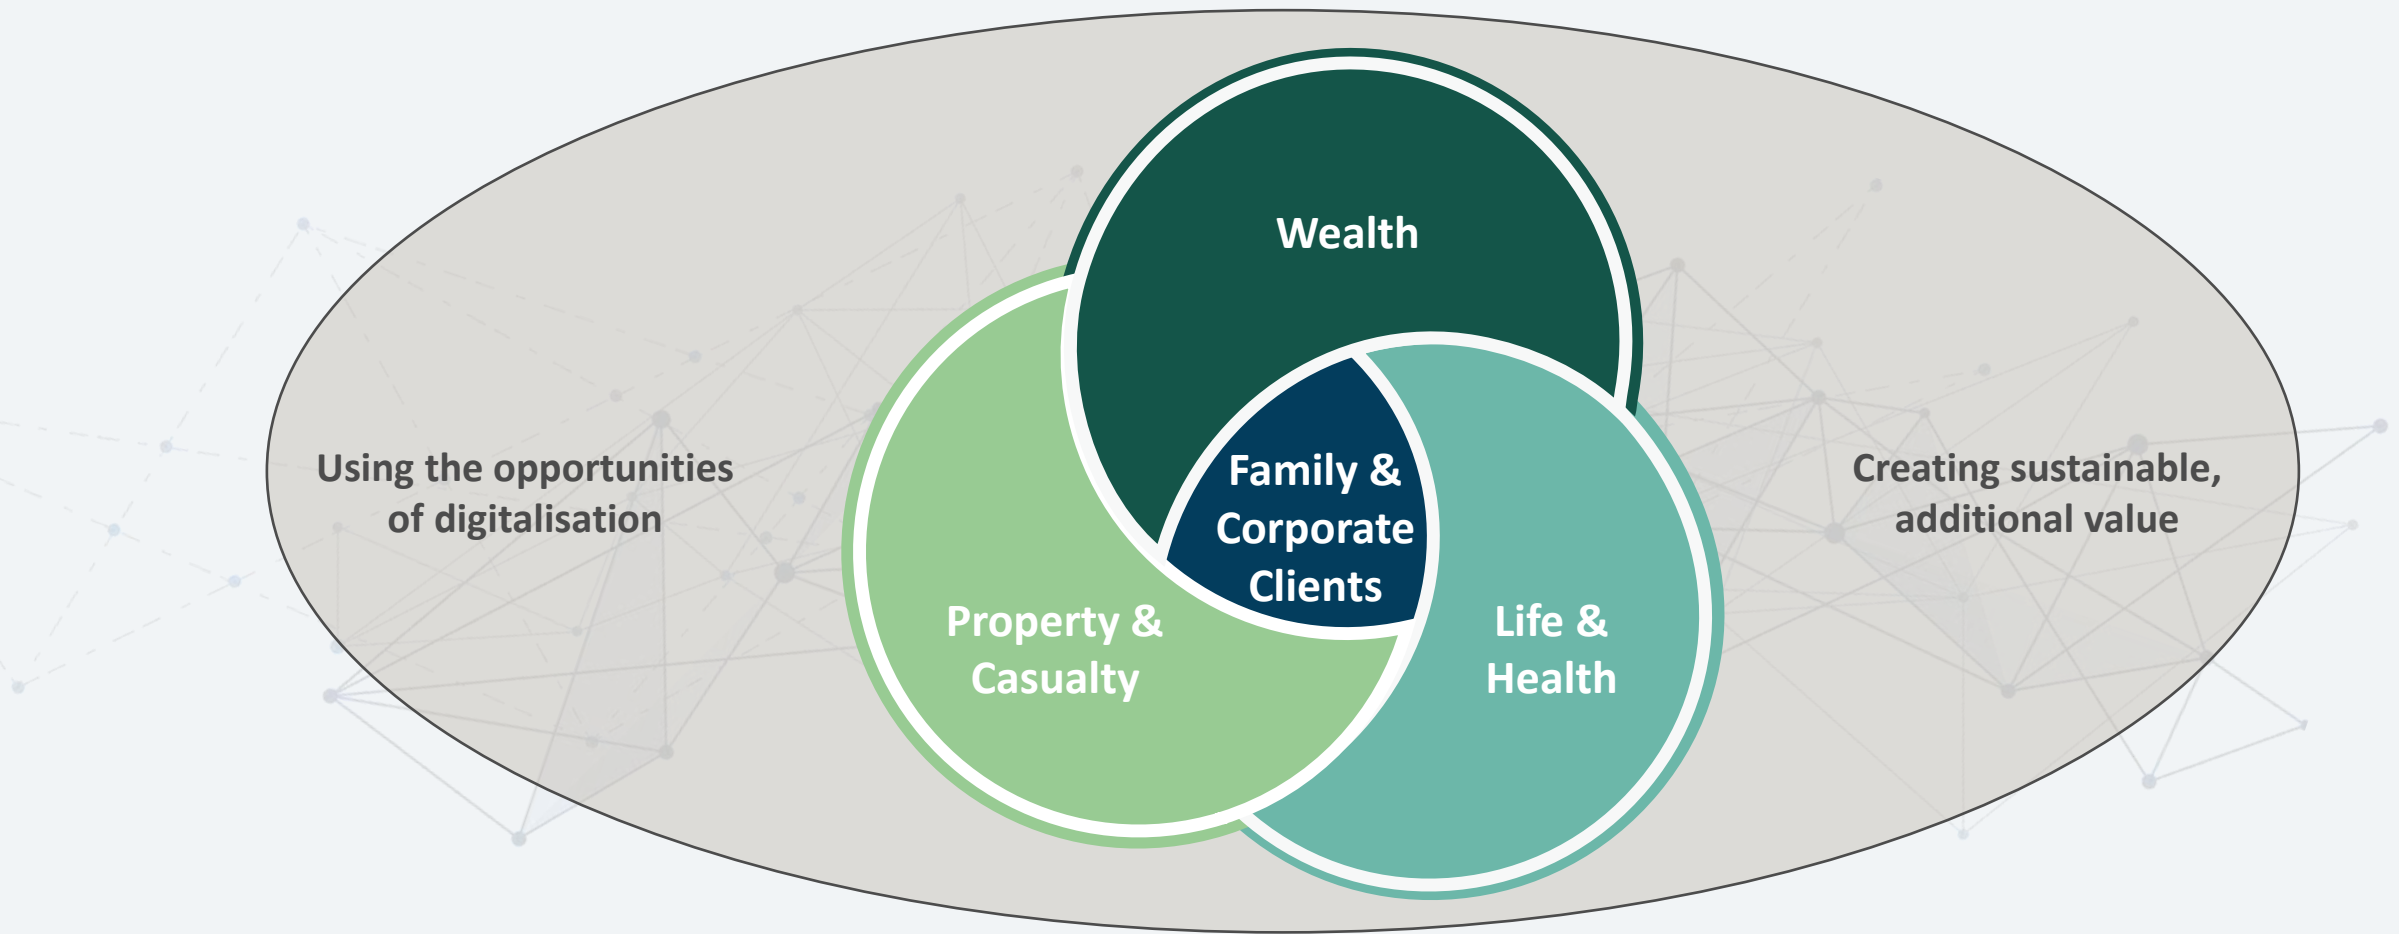 Wealth
Using the opportunities
of digitalisation
Family &
Corporate
Clients
Creating sustainable,
additional value
Property &
Casualty
Life &
Health